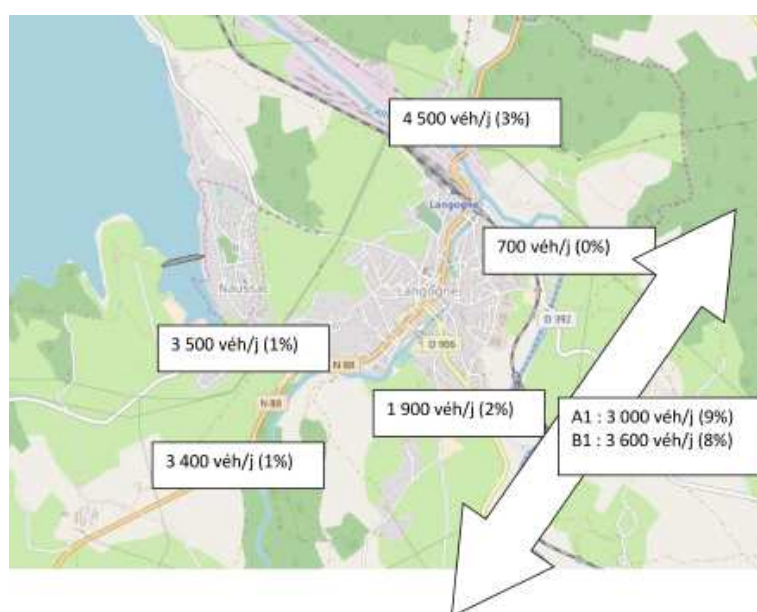 4 500 véh/j (3%)
Langogne
700 véh/j (0%)
Naussac
Langogne
D 392
3 500 véh/j (1%)
N 88
D 906
N 88
1 900 véh/j (2%)
A1 : 3 000 véh/j (9%)
B1 : 3 600 véh/j (8%)
3 400 véh/j (1%)